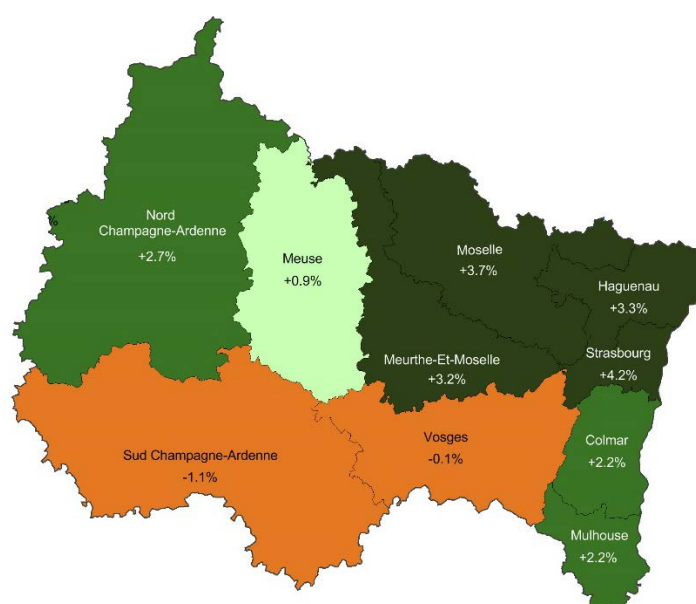 Nord
Champagne-Ardenne
+2.7%
Meuse
+0.9%
Moselle
+3.7%
Haguenau
+3.3%
Meurthe-Et-Moselle
+3.2%
Strasbourg
+4.2%
Sud Champagne-Ardenne
-1.1%
Vosges
-0.1%
Colmar
+2.2%
Mulhouse
+2.2%